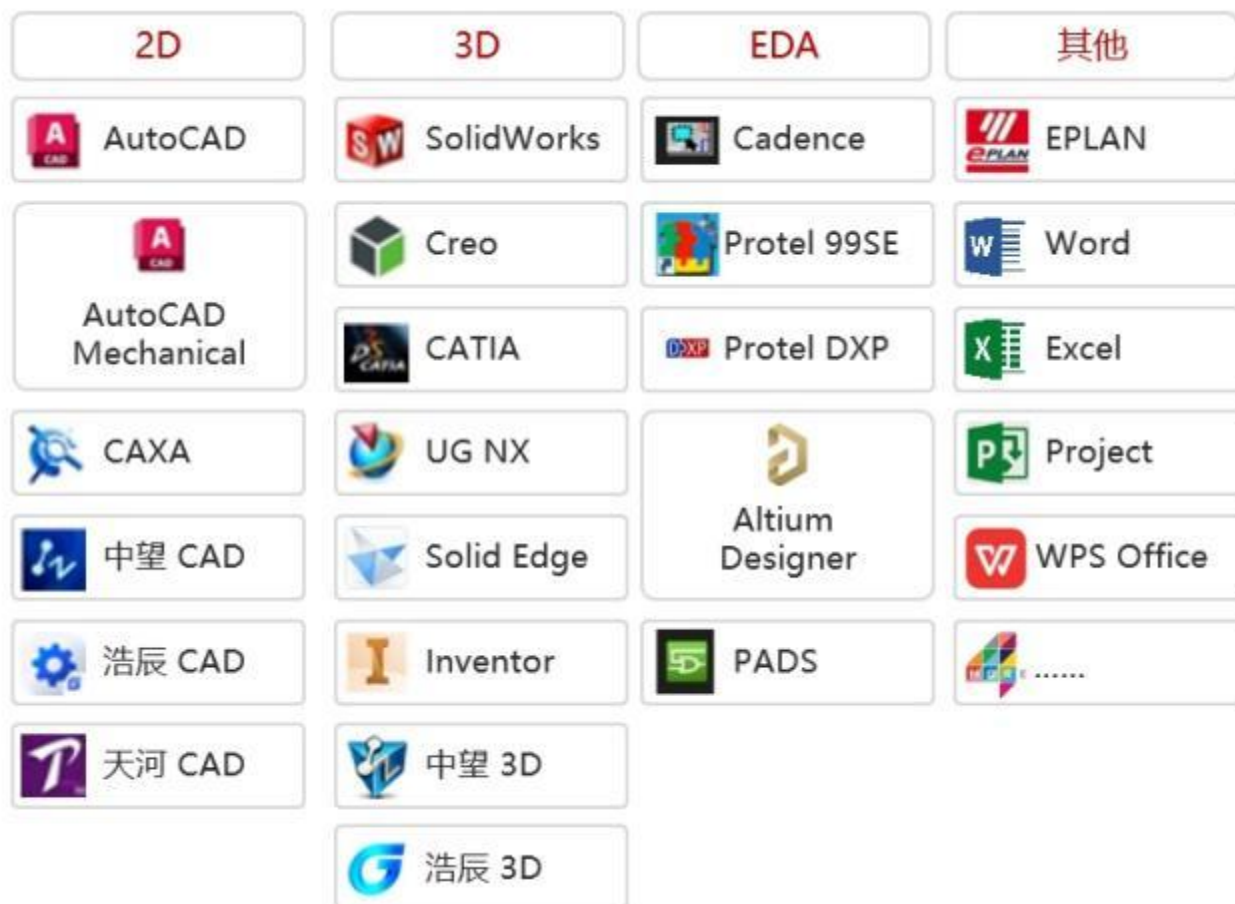 2D
3D
EDA
其他
AutoCAD
SolidWorks
Cadence
EPLAN
AutoCAD
Mechanical
Creo
Protel 99SE
Word
CATIA
Protel DXP
Excel
CAXA
UG NX
Altium
Designer
Project
中望 CAD
Solid Edge
WPS Office
浩辰 CAD
Inventor
PADS
......
天河 CAD
中望 3D
浩辰 3D